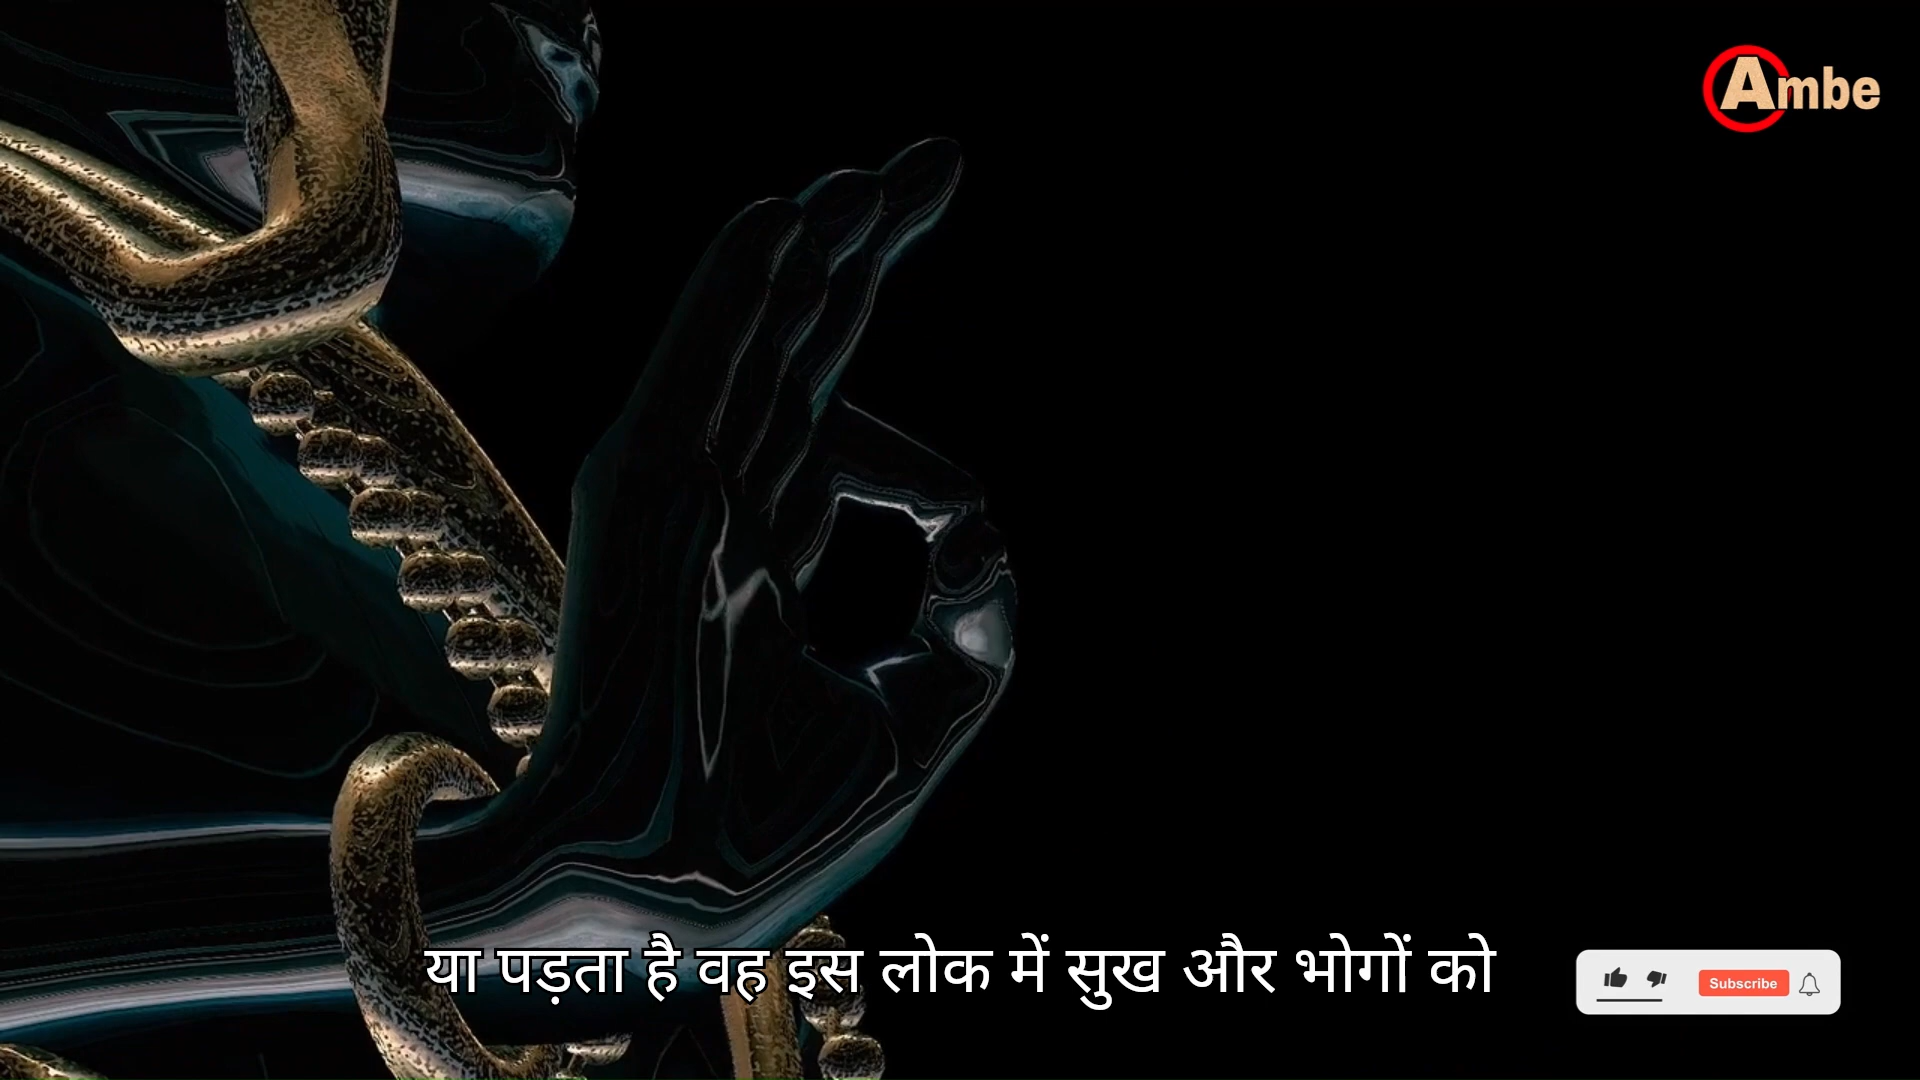 Ambe
या पड़ता है वह इस लोक में सुख और भोगों को
Subscribe